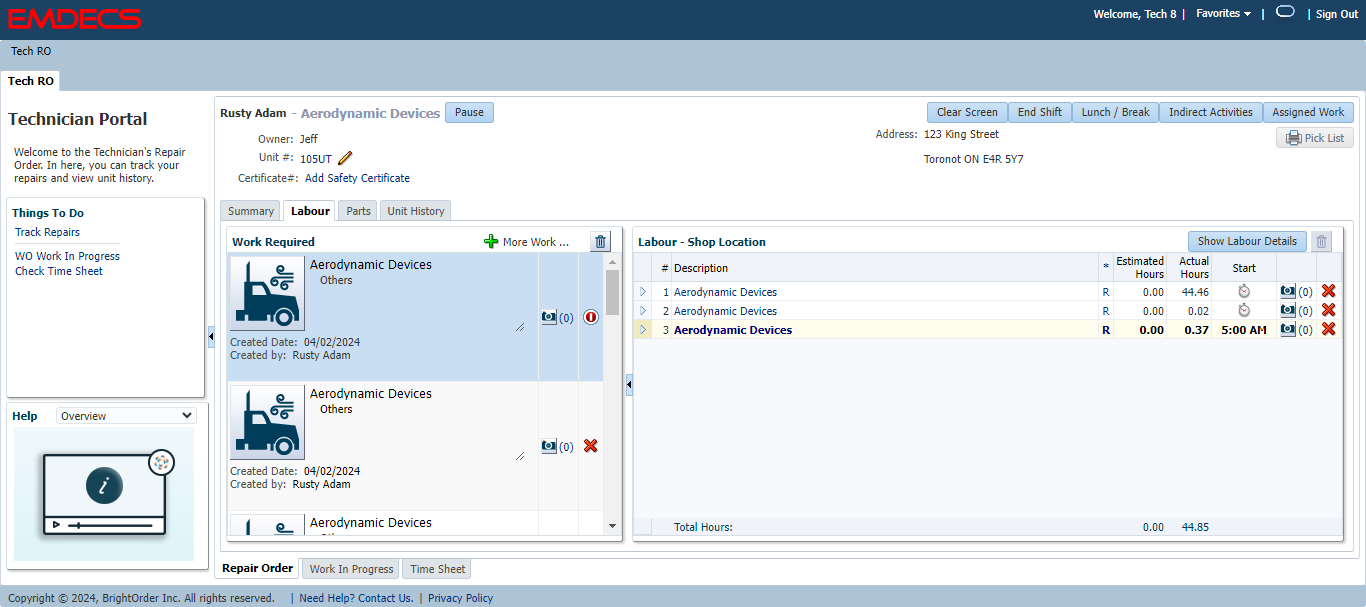 EMDECS
Welcome, Tech 8 | Favorites | | Sign Out
Tech RO
Tech RO
Technician Portal
Welcome to the Technician's Repair
Order. In here, you can track your
repairs and view unit history.
Things To Do
Track Repairs
WO Work In Progress
Check Time Sheet
Help Overview
Rusty Adam - Aerodynamic Devices Pause
Clear Screen End Shift Lunch / Break Indirect Activities Assigned Work
Owner: Jeff
Unit #: 105UT
Certificate#: Add Safety Certificate
Address: 123 King Street
Toronot ON E4R 5Y7
Pick List
Summary Labour Parts Unit History
Work Required More Work ...
Aerodynamic Devices
Others
(0)
Created Date: 04/02/2024
Created by: Rusty Adam
Aerodynamic Devices
Others
(0)
Created Date: 04/02/2024
Created by: Rusty Adam
Aerodynamic Devices
Labour - Shop Location Show Labour Details
# Description * Estimated Hours Actual Hours Start
1 Aerodynamic Devices R 0.00 44.46 (0)
2 Aerodynamic Devices R 0.00 0.02 (0)
3 Aerodynamic Devices R 0.00 0.37 5:00 AM (0)
Total Hours: 0.00 44.85
Repair Order Work In Progress Time Sheet
Copyright © 2024, BrightOrder Inc. All rights reserved. | Need Help? Contact Us. | Privacy Policy